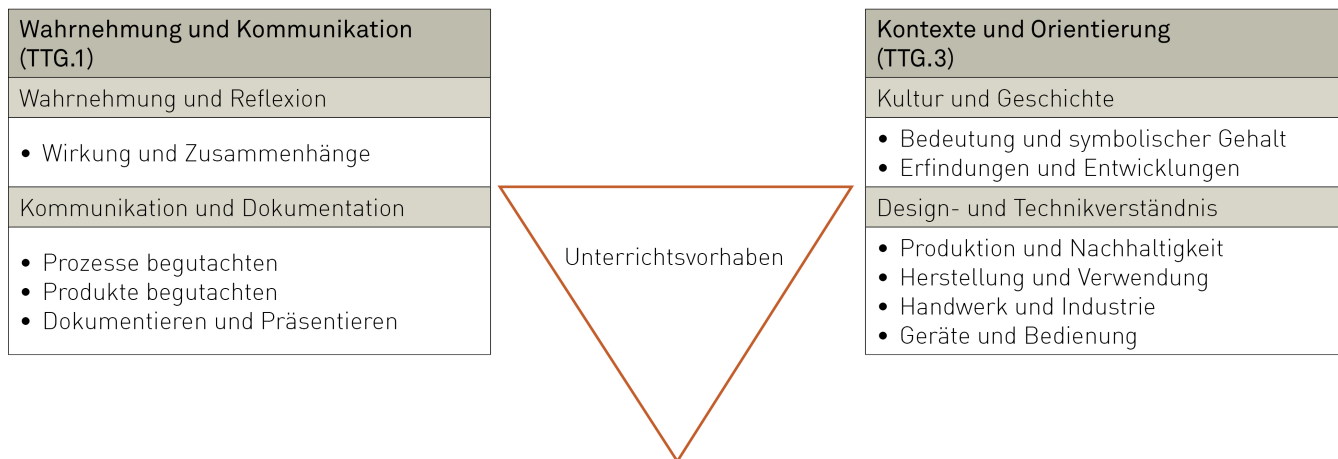 Wahrnehmung und Kommunikation
(TTG.1)
Wahrnehmung und Reflexion
• Wirkung und Zusammenhänge
Kommunikation und Dokumentation
• Prozesse begutachten
• Produkte begutachten
• Dokumentieren und Präsentieren
Unterrichtsvorhaben
Kontexte und Orientierung
(TTG.3)
Kultur und Geschichte
• Bedeutung und symbolischer Gehalt
• Erfindungen und Entwicklungen
Design- und Technikverständnis
• Produktion und Nachhaltigkeit
• Herstellung und Verwendung
• Handwerk und Industrie
• Geräte und Bedienung